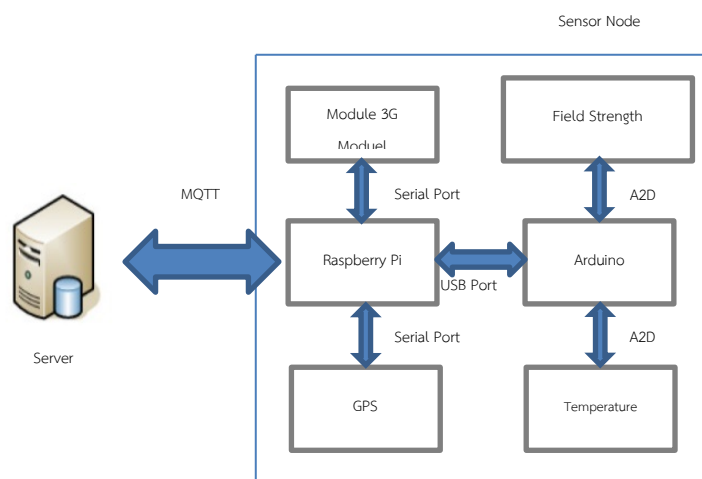 Sensor Node
Module 3G
Moduel
Field Strength
MQTT
Serial Port
A2D
Raspberry Pi
Arduino
USB Port
Serial Port
A2D
Server
GPS
Temperature